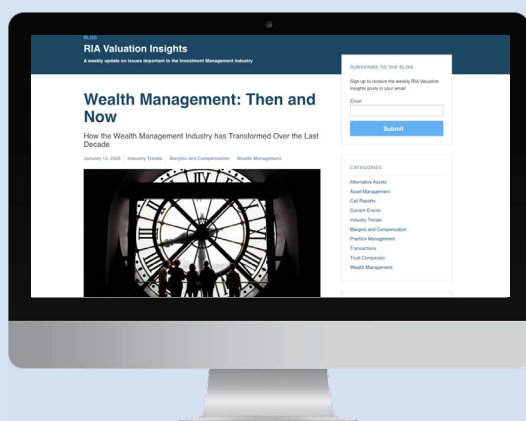 BLOG
RIA Valuation Insights
A weekly update on issues important to the Investment Management Industry
Wealth Management: Then and
Now
How the Wealth Management Industry has Transformed Over the Last
Decade
January 13, 2020 | Industry Trends | Margins and Compensation Wealth Management
SUBSCRIBE TO THE BLOG
Sign up to receive the weekly RIA Valuation
Insights posts in your email
Email
Submit
CATEGORIES
Alternative Assets
Asset Management
Call Reports
Current Events
Industry Trends
Margins and Compensation
Practice Management
Transactions
Trust Companies
Wealth Management